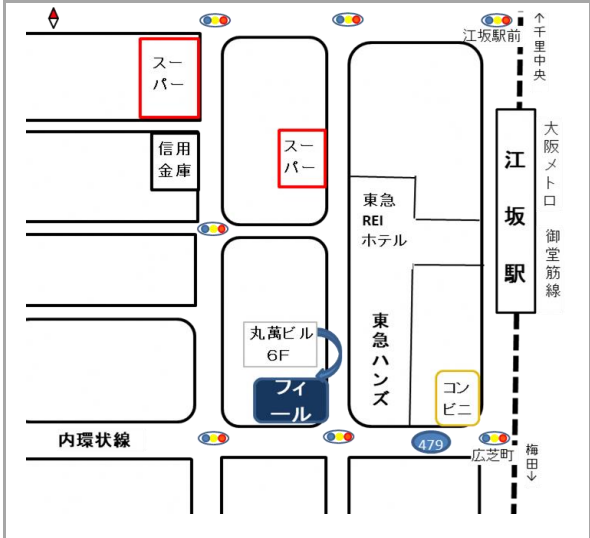 江坂駅前
↑千里中央
スー
パー
信用
金庫
スー
パー
大阪メトロ 御堂筋線
江坂駅
東急
REI
ホテル
東急ハンズ
丸萬ビル
6F
フィ
ール
コン
ビニ
内環状線
479
広芝町
梅田↓